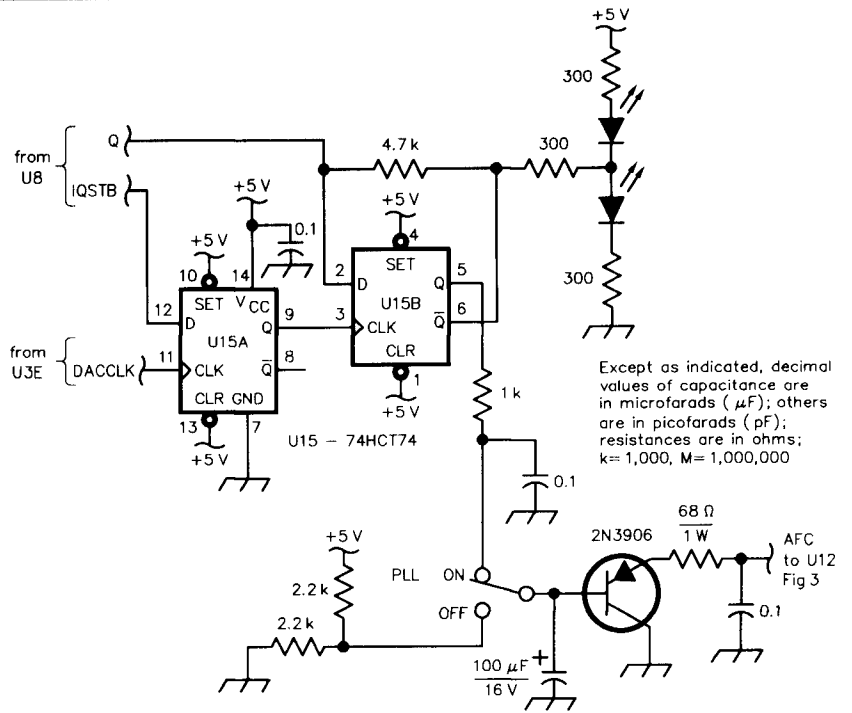 +5 V
300
from
U8
Q
IQSTB
4.7 k
300
+5 V
0.1
+5 V
10
14
SET
V CC
12
D
U15A
Q
9
from
U3E
DACCLK
11
CLK
Q
8
CLR
GND
13
7
+5 V
+5 V
4
SET
2
D
U15B
Q
5
3
CLK
Q
6
CLR
1
+5 V
300
U15 – 74HCT74
1 k
0.1
Except as indicated, decimal
values of capacitance are
in microfarads ( μF); others
are in picofarads ( pF);
resistances are in ohms;
k= 1,000, M= 1,000,000
+5 V
2.2 k
2.2 k
PLL
ON
OFF
100 μF
16 V
+
2N3906
68 Ω
1 W
AFC
to U12
Fig 3
0.1